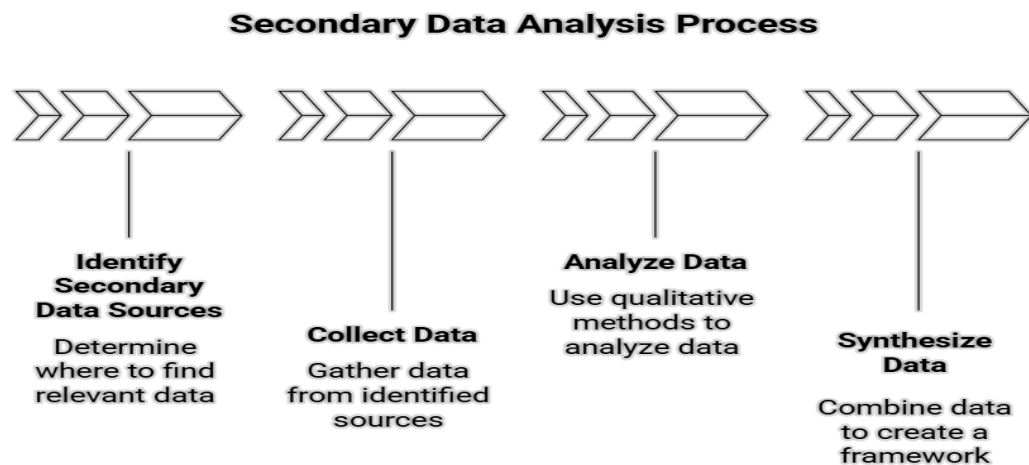 Secondary Data Analysis Process
Identify
Secondary
Data Sources
Determine
where to find
relevant data
Collect Data
Gather data
from identified
sources
Analyze Data
Use qualitative
methods to
analyze data
Synthesize
Data
Combine data
to create a
framework